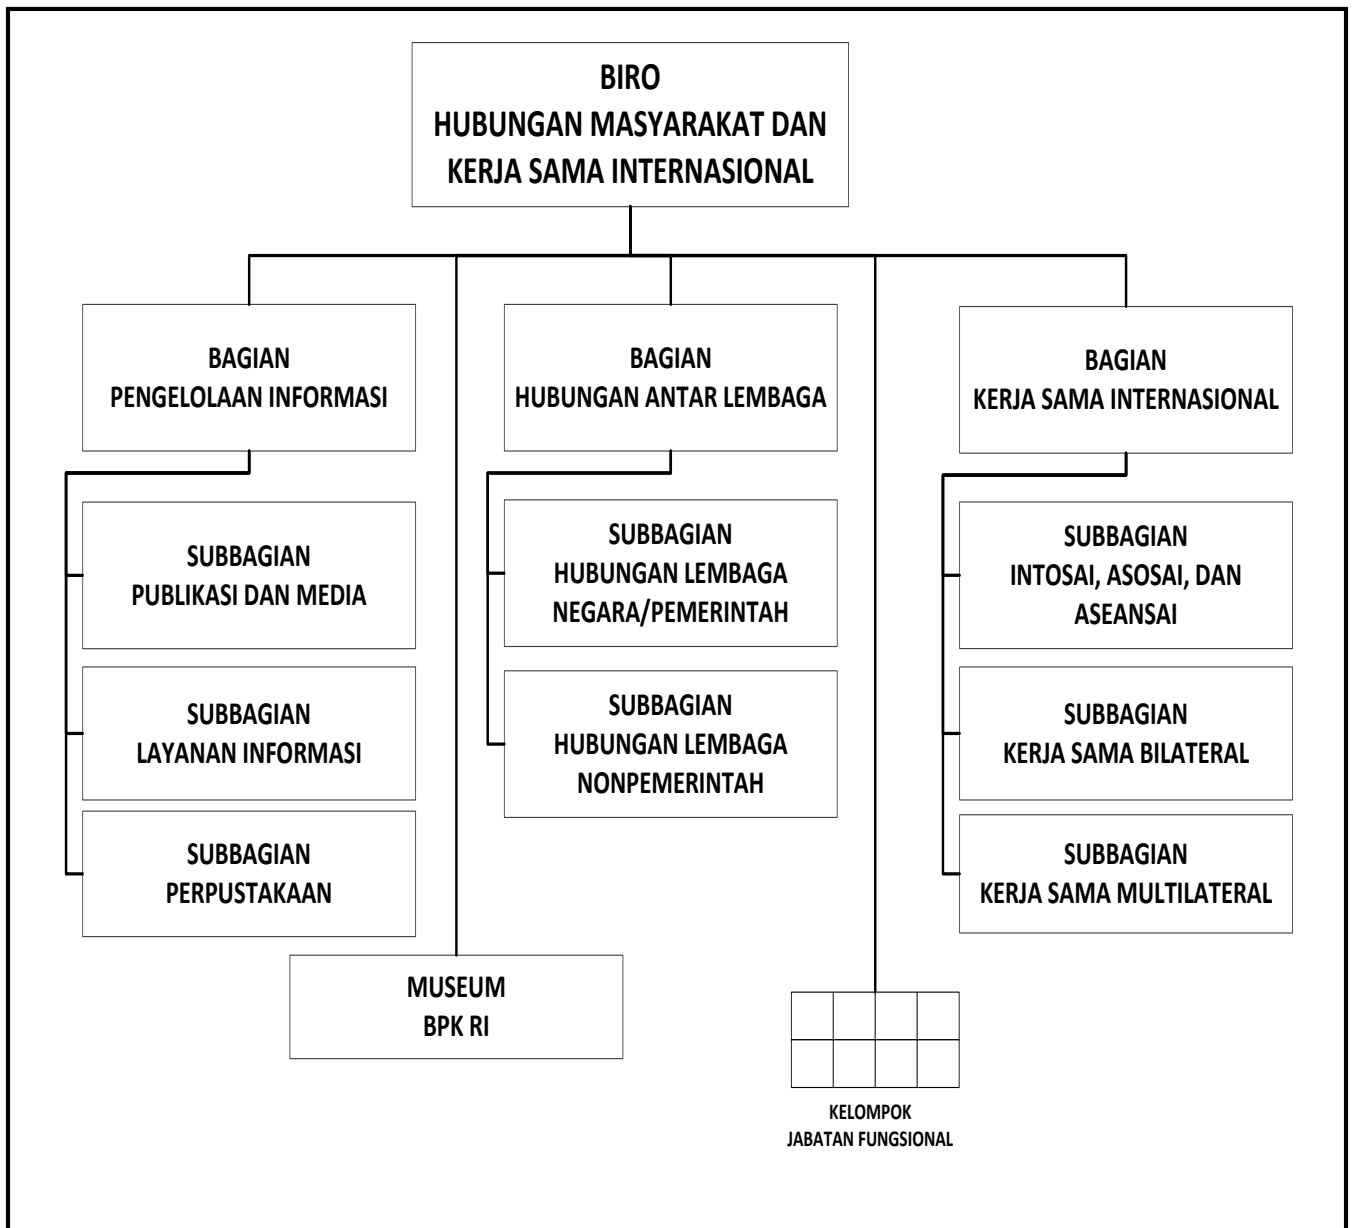 BIRO
HUBUNGAN MASYARAKAT DAN
KERJA SAMA INTERNASIONAL
BAGIAN
PENGELOLAAN INFORMASI
BAGIAN
HUBUNGAN ANTAR LEMBAGA
BAGIAN
KERJA SAMA INTERNASIONAL
SUBBAGIAN
PUBLIKASI DAN MEDIA
SUBBAGIAN
LAYANAN INFORMASI
SUBBAGIAN
PERPUSTAKAAN
SUBBAGIAN
HUBUNGAN LEMBAGA
NEGARA/PEMERINTAH
SUBBAGIAN
HUBUNGAN LEMBAGA
NONPEMERINTAH
SUBBAGIAN
INTOSAI, ASOSAI, DAN
ASEANSAI
SUBBAGIAN
KERJA SAMA BILATERAL
SUBBAGIAN
KERJA SAMA MULTILATERAL
MUSEUM
BPK RI
KELOMPOK
JABATAN FUNGSIONAL